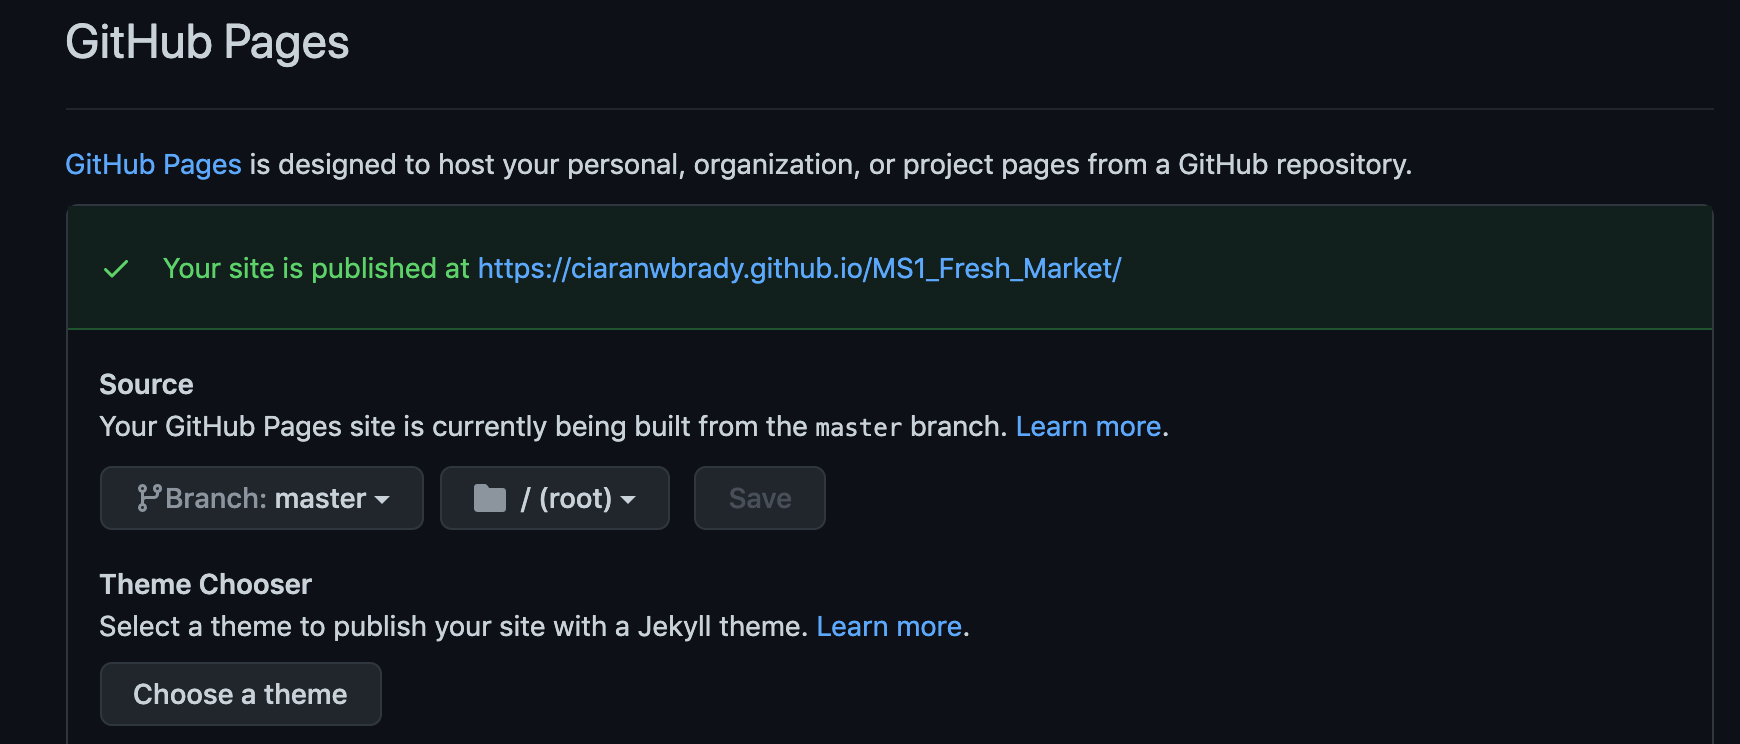 GitHub Pages
GitHub Pages is designed to host your personal, organization, or project pages from a GitHub repository.
Your site is published at https://ciaranwbrady.github.io/MS1_Fresh_Market/
Source
Your GitHub Pages site is currently being built from the master branch. Learn more.
Branch: master / (root) Save
Theme Chooser
Select a theme to publish your site with a Jekyll theme. Learn more.
Choose a theme